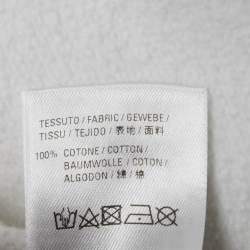 TESSUTO / FABRIC / GEWEBE /
TISSU / TEJIDO / 表地 / 面料
100% COTONE / COTTON /
BAUMWOLLE / COTON /
ALGODON / 綿 / 棉